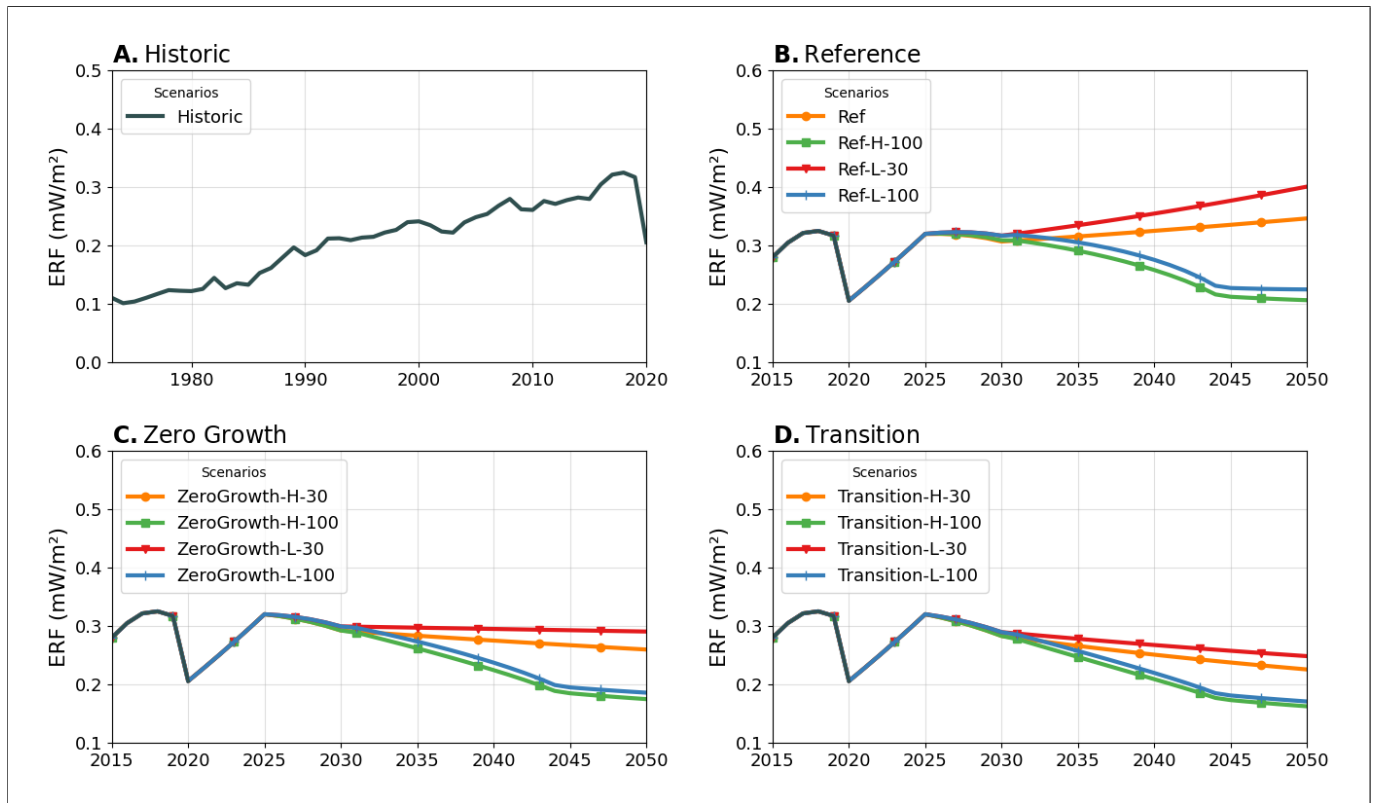 A. Historic
0.5
0.4
0.3
0.2
0.1
0.0
ERF (mW/m²)
Scenarios
Historic
1980 1990 2000 2010 2020
B. Reference
0.6
0.5
0.4
0.3
0.2
0.1
ERF (mW/m²)
Scenarios
Ref
Ref-H-100
Ref-L-30
Ref-L-100
2015 2020 2025 2030 2035 2040 2045 2050
C. Zero Growth
0.6
0.5
0.4
0.3
0.2
0.1
ERF (mW/m²)
Scenarios
ZeroGrowth-H-30
ZeroGrowth-H-100
ZeroGrowth-L-30
ZeroGrowth-L-100
2015 2020 2025 2030 2035 2040 2045 2050
D. Transition
0.6
0.5
0.4
0.3
0.2
0.1
ERF (mW/m²)
Scenarios
Transition-H-30
Transition-H-100
Transition-L-30
Transition-L-100
2015 2020 2025 2030 2035 2040 2045 2050